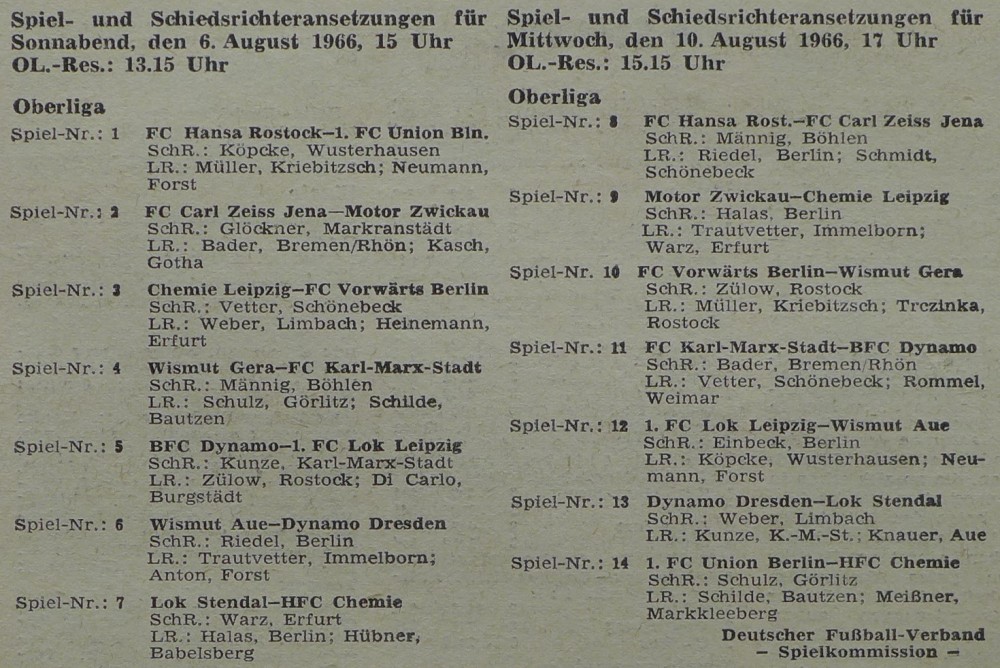 Spiel- und Schiedsrichteransetzungen für
Sonnabend, den 6. August 1966, 15 Uhr
OL.-Res.: 13.15 Uhr
Oberliga
Spiel-Nr.: 1 FC Hansa Rostock—1. FC Union Bln.
SchR.: Köpcke, Wusterhausen
LR.: Müller, Kriebitzsch; Neumann,
Forst
Spiel-Nr.: 2 FC Carl Zeiss Jena—Motor Zwickau
SchR.: Glöckner, Markranstädt
LR.: Bader, Bremen/Rhön; Kasch,
Gotha
Spiel-Nr.: 3 Chemie Leipzig—FC Vorwärts Berlin
SchR.: Vetter, Schönebeck
LR.: Weber, Limbach; Heinemann,
Erfurt
Spiel-Nr.: 4 Wismut Gera—FC Karl-Marx-Stadt
SchR.: Männig, Böhlen
LR.: Schulz, Görlitz; Schilde,
Bautzen
Spiel-Nr.: 5 BFC Dynamo—1. FC Lok Leipzig
SchR.: Kunze, Karl-Marx-Stadt
LR.: Zülow, Rostock; Di Carlo,
Burgstädt
Spiel-Nr.: 6 Wismut Aue—Dynamo Dresden
SchR.: Riedel, Berlin
LR.: Trautvetter, Immelborn;
Anton, Forst
Spiel-Nr.: 7 Lok Stendal—HFC Chemie
SchR.: Warz, Erfurt
LR.: Halas, Berlin; Hübner,
Babelsberg
Spiel- und Schiedsrichteransetzungen für
Mittwoch, den 10. August 1966, 17 Uhr
OL.-Res.: 15.15 Uhr
Oberliga
Spiel-Nr.: 8 FC Hansa Rost.—FC Carl Zeiss Jena
SchR.: Männig, Böhlen
LR.: Riedel, Berlin; Schmidt,
Schönebeck
Spiel-Nr.: 9 Motor Zwickau—Chemie Leipzig
SchR.: Halas, Berlin
LR.: Trautvetter, Immelborn;
Warz, Erfurt
Spiel-Nr. 10 FC Vorwärts Berlin—Wismut Gera
SchR.: Zülow, Rostock
LR.: Müller, Kriebitzsch; Trczinka,
Rostock
Spiel-Nr.: 11 FC Karl-Marx-Stadt—BFC Dynamo
SchR.: Bader, Bremen/Rhön
LR.: Vetter, Schönebeck; Rommel,
Weimar
Spiel-Nr.: 12 1. FC Lok Leipzig—Wismut Aue
SchR.: Einbeck, Berlin
LR.: Köpcke, Wusterhausen; Neu-
mann, Forst
Spiel-Nr.: 13 Dynamo Dresden—Lok Stendal
SchR.: Weber, Limbach
LR.: Kunze, K.-M.-St.; Knauer, Aue
Spiel-Nr.: 14 1. FC Union Berlin—HFC Chemie
SchR.: Schulz, Görlitz
LR.: Schilde, Bautzen; Meißner,
Markkleeberg
Deutscher Fußball-Verband
— Spielkommission —